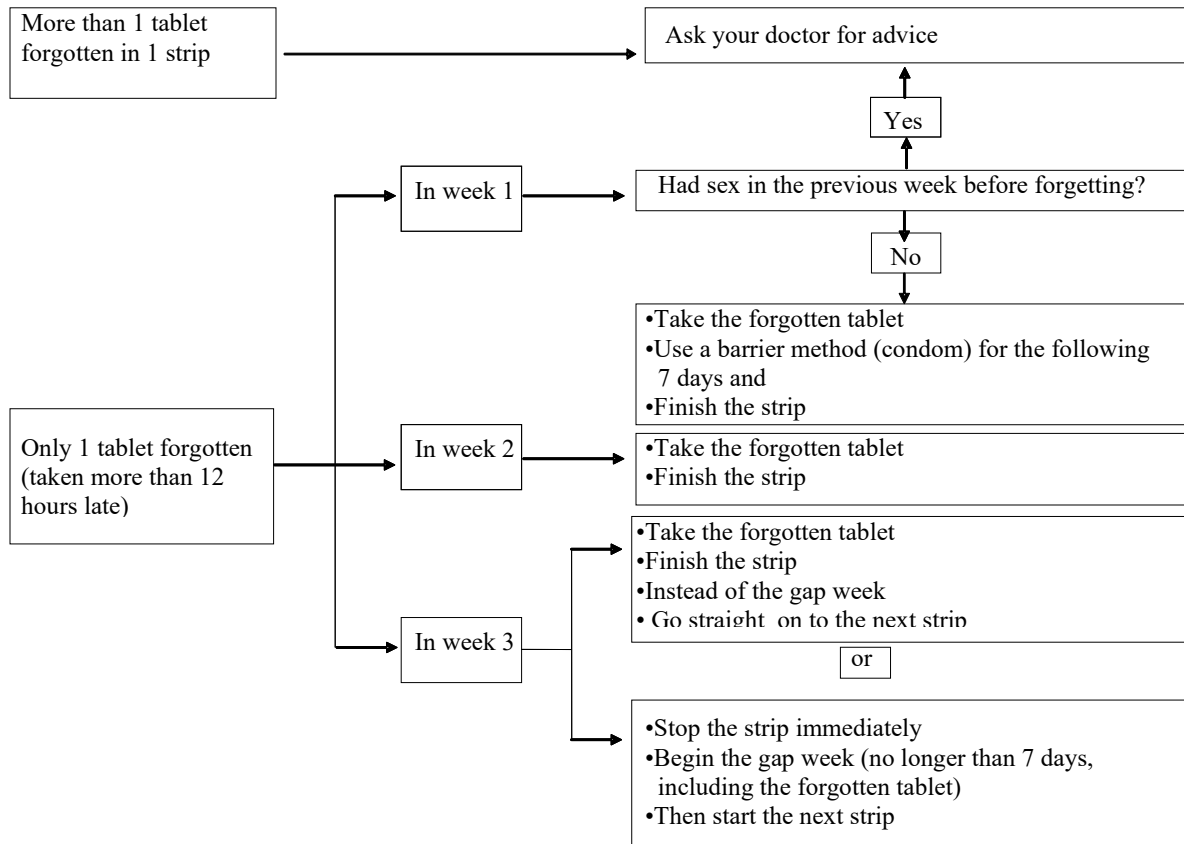 More than 1 tablet
forgotten in 1 strip
Ask your doctor for advice
Yes
In week 1
Had sex in the previous week before forgetting?
No
•Take the forgotten tablet
•Use a barrier method (condom) for the following
7 days and
•Finish the strip
Only 1 tablet forgotten
(taken more than 12
hours late)
In week 2
•Take the forgotten tablet
•Finish the strip
In week 3
•Take the forgotten tablet
•Finish the strip
•Instead of the gap week
• Go straight on to the next strip
or
•Stop the strip immediately
•Begin the gap week (no longer than 7 days,
including the forgotten tablet)
•Then start the next strip